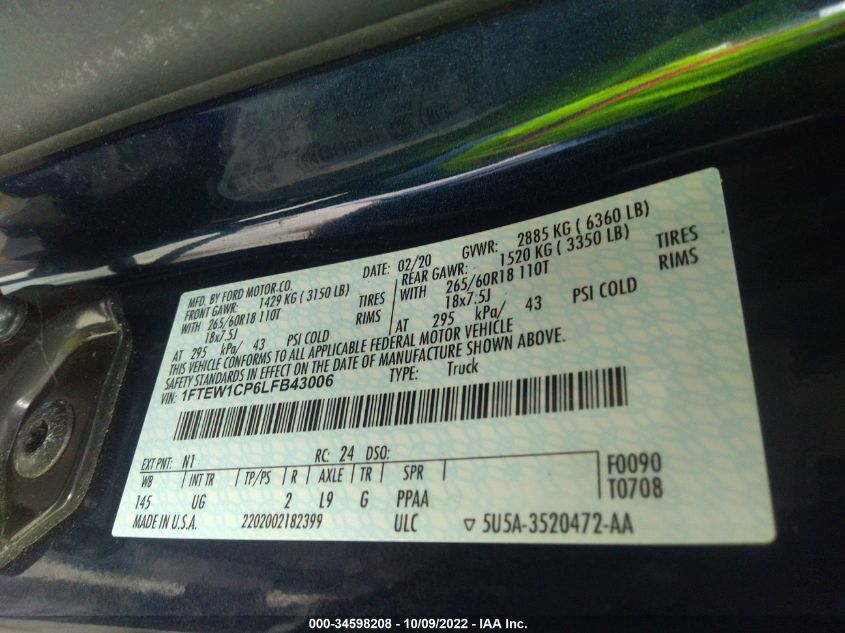 MFD. BY FORD MOTOR CO.
DATE: 02/20 GVWR: 2885 KG ( 6360 LB)
FRONT GAWR: 1429 KG ( 3150 LB) REAR GAWR: 1520 KG ( 3350 LB)
WITH 265/60R18 110T TIRES WITH 265/60R18 110T TIRES
18x7.5J RIMS 18x7.5J RIMS
AT 295 kPa/ 43 PSI COLD AT 295 kPa/ 43 PSI COLD
THIS VEHICLE CONFORMS TO ALL APPLICABLE FEDERAL MOTOR VEHICLE
SAFETY STANDARDS IN EFFECT ON THE DATE OF MANUFACTURE SHOWN ABOVE.
VIN: 1FTEW1CP6LFB43006 TYPE: Truck
EXT PNT: N1 RC: 24 DSO: F0090
WB INT TR TP/PS R AXLE TR SPR T0708
145 UG 2 L9 G PPAA
MADE IN U.S.A. 2202002182399 ULC ▽ 5U5A-3520472-AA
000-34598208 - 10/09/2022 - IAA Inc.